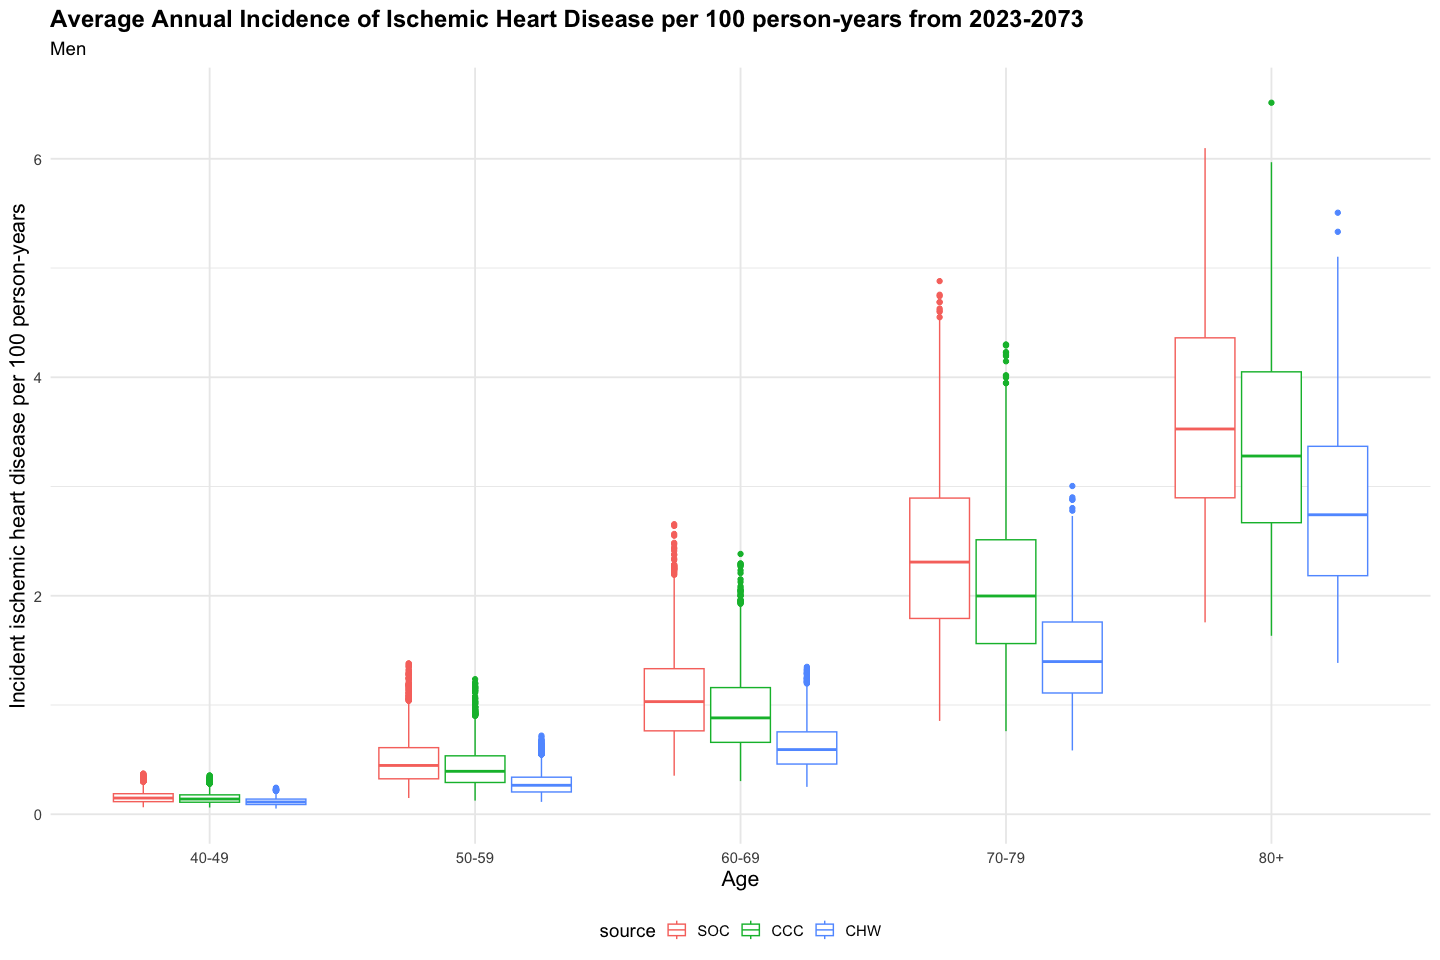 Average Annual Incidence of Ischemic Heart Disease per 100 person-years from 2023-2073
Men
Incident ischemic heart disease per 100 person-years
6
4
2
0
40-49
50-59
60-69
70-79
80+
Age
source SOC CCC CHW